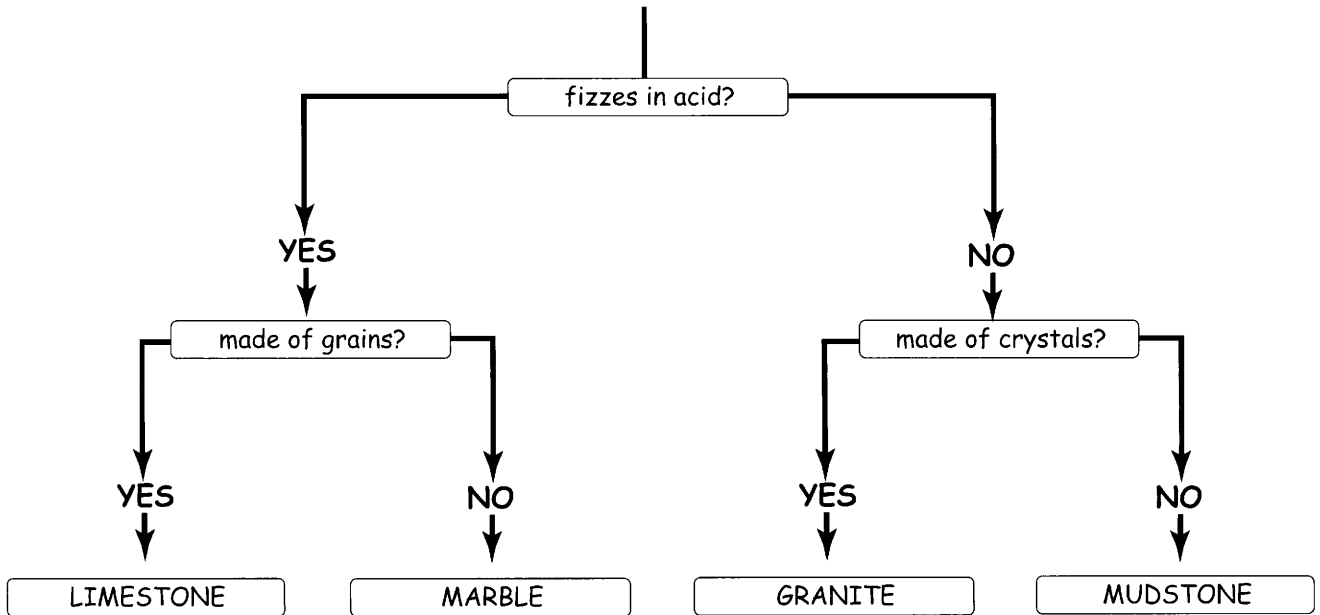 fizzes in acid?
YES
NO
made of grains?
made of crystals?
YES
NO
YES
NO
LIMESTONE
MARBLE
GRANITE
MUDSTONE